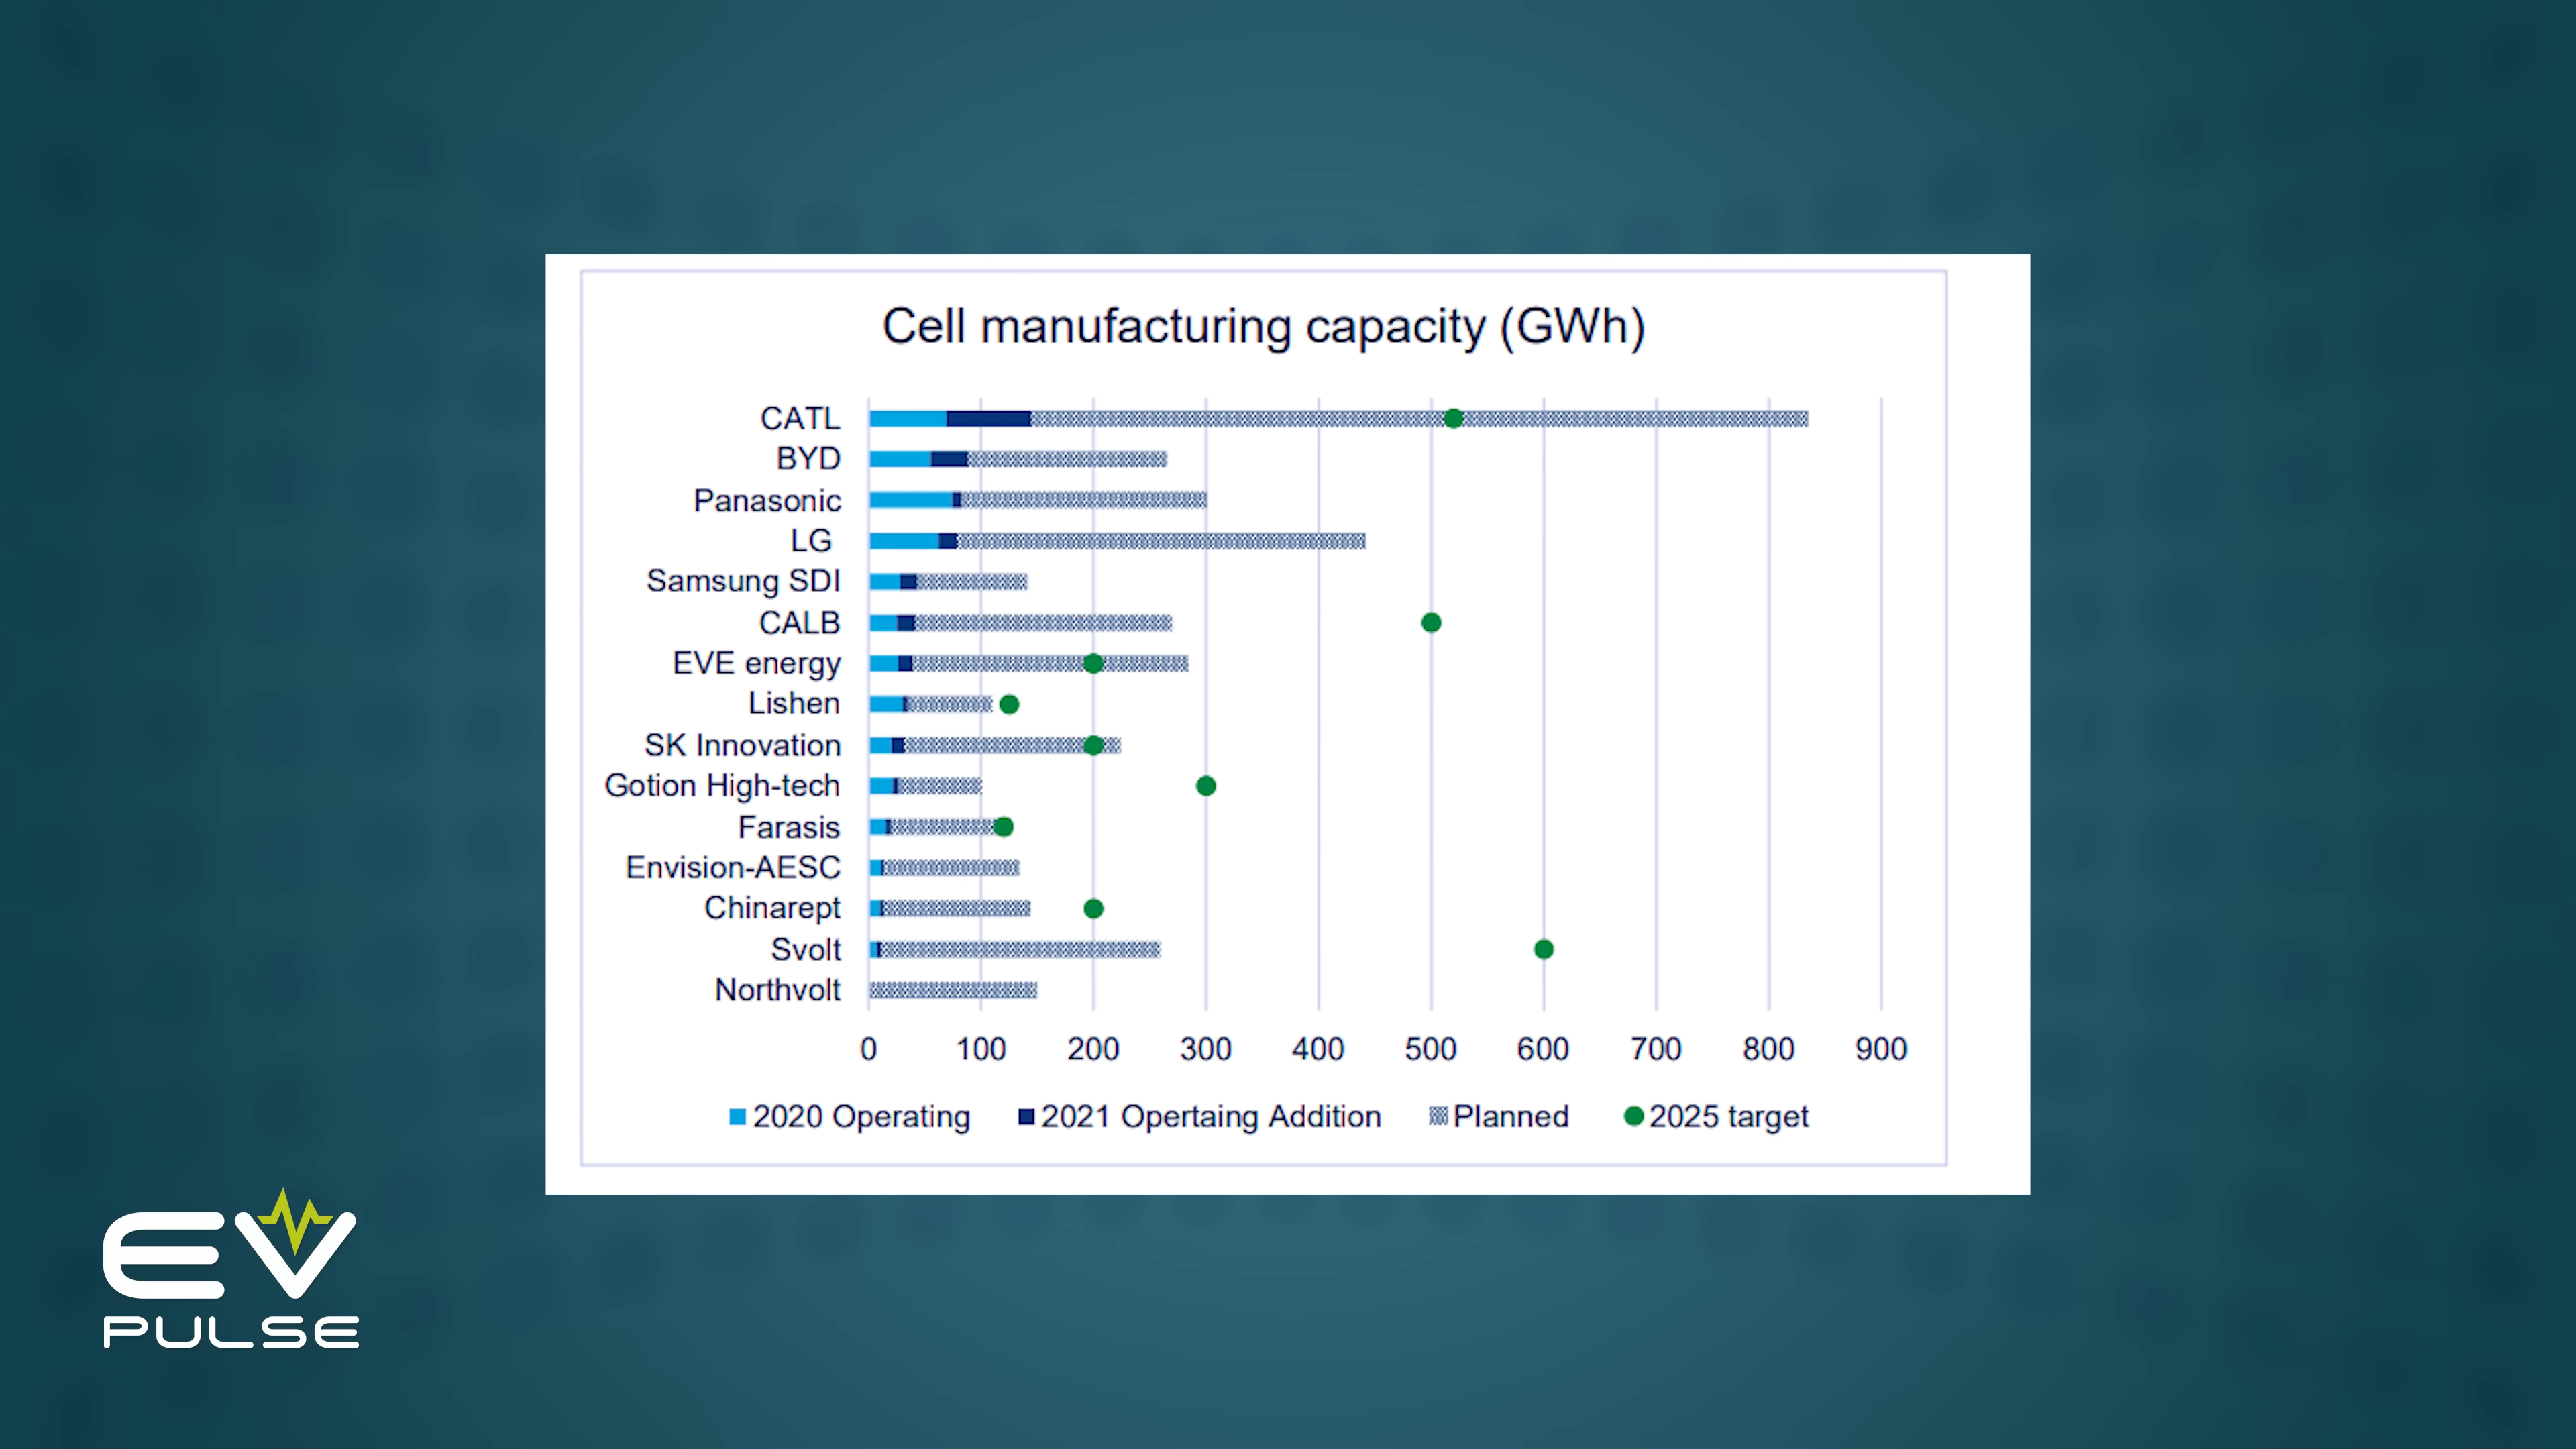 Cell manufacturing capacity (GWh)
CATL
BYD
Panasonic
LG
Samsung SDI
CALB
EVE energy
Lishen
SK Innovation
Gotion High-tech
Farasis
Envision-AESC
Chinarept
Svolt
Northvolt
0 100 200 300 400 500 600 700 800 900
2020 Operating 2021 Opertaing Addition Planned 2025 target
EV
PULSE